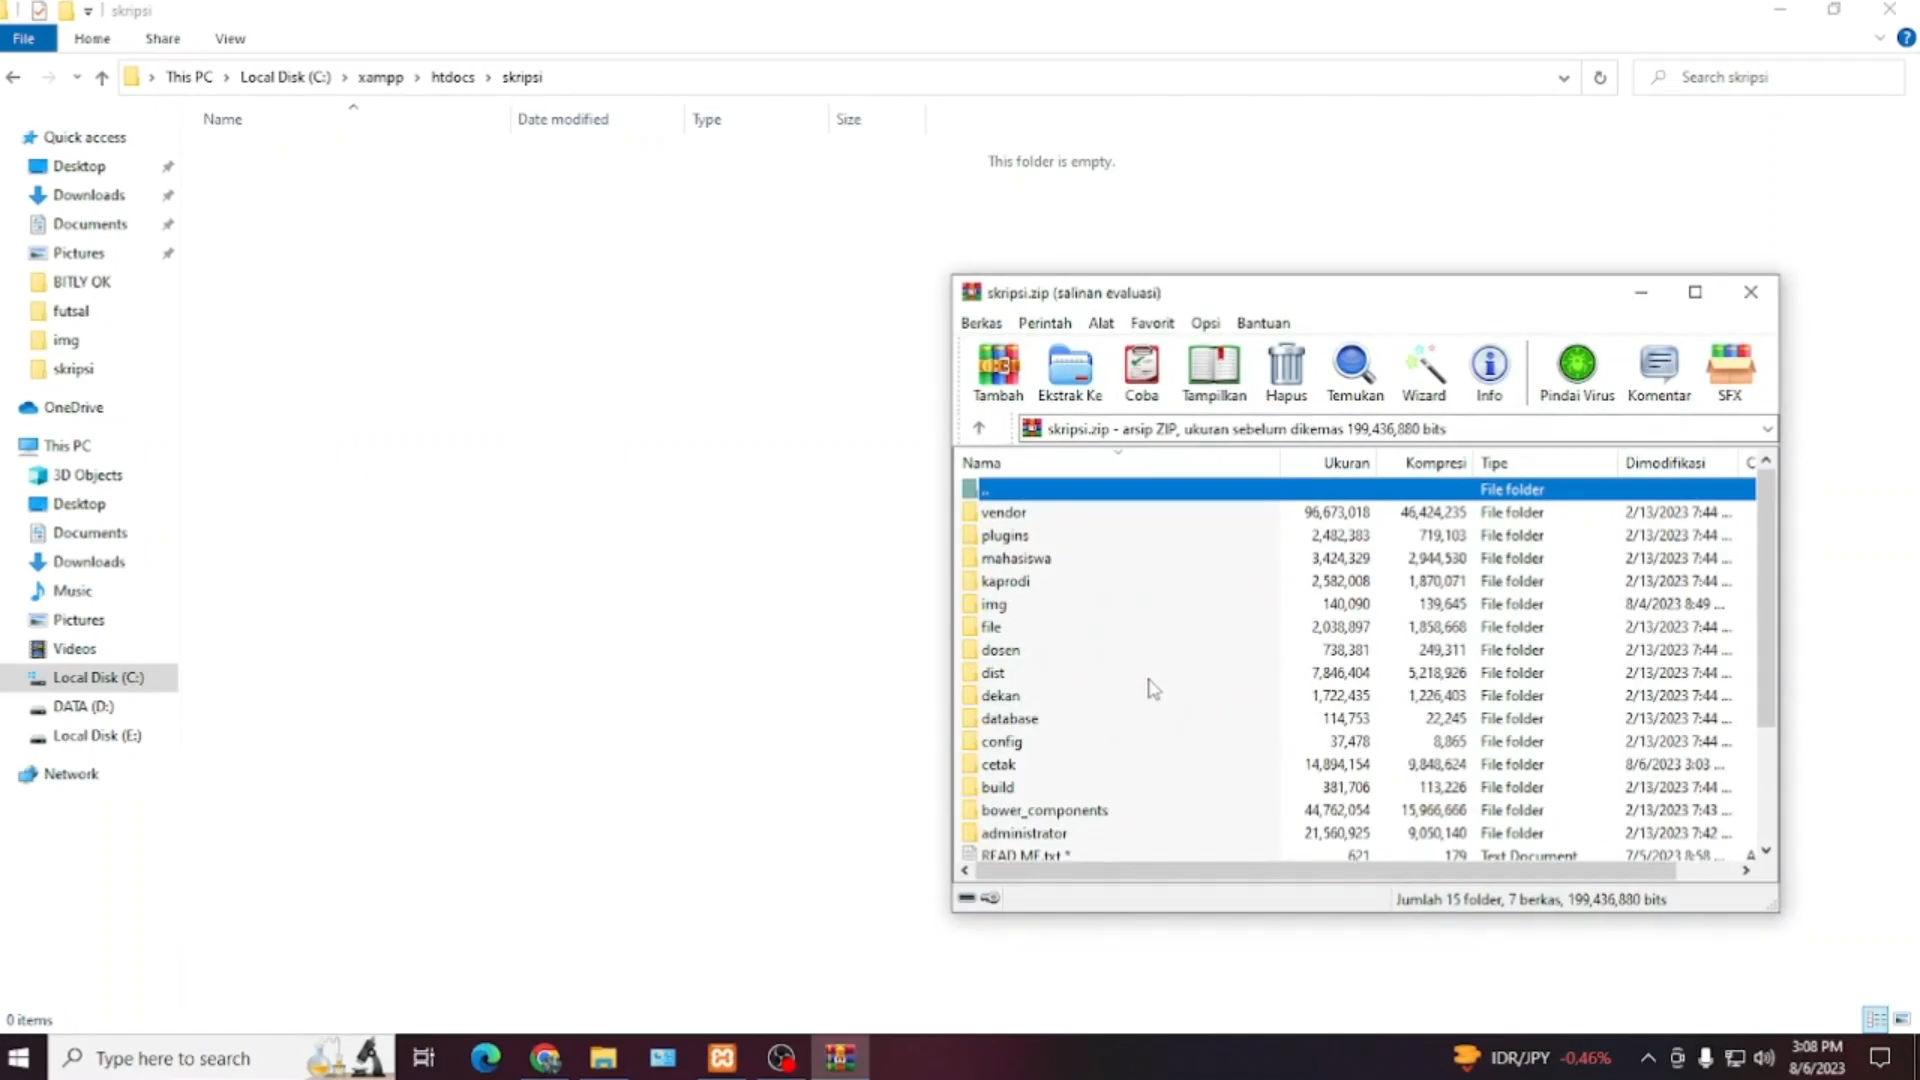 skripsi
File Home Share View
This PC Local Disk (C:) xampp htdocs skripsi
Search skripsi
Name Date modified Type Size
This folder is empty.
Quick access
Desktop
Downloads
Documents
Pictures
BITLY OK
futsal
img
skripsi
OneDrive
This PC
3D Objects
Desktop
Documents
Downloads
Music
Pictures
Videos
Local Disk (C:)
DATA (D:)
Local Disk (E:)
Network
0 items
skripsi.zip (salinan evaluasi)
Berkas Perintah Alat Favorit Opsi Bantuan
Tambah Ekstrak Ke Coba Tampilkan Hapus Temukan Wizard Info Pindai Virus Komentar SFX
skripsi.zip - arsip ZIP, ukuran sebelum dikemas 199,436,880 bits
Nama Ukuran Kompresi Tipe Dimodifikasi C
.. File folder
vendor 96,673,018 46,424,235 File folder 2/13/2023 7:44 ...
plugins 2,482,383 719,103 File folder 2/13/2023 7:44 ...
mahasiswa 3,424,329 2,944,530 File folder 2/13/2023 7:44 ...
kaprodi 2,582,008 1,870,071 File folder 2/13/2023 7:44 ...
img 140,090 139,645 File folder 8/4/2023 8:49 ...
file 2,038,897 1,858,668 File folder 2/13/2023 7:44 ...
dosen 738,381 249,311 File folder 2/13/2023 7:44 ...
dist 7,846,404 5,218,926 File folder 2/13/2023 7:44 ...
dekan 1,722,435 1,226,403 File folder 2/13/2023 7:44 ...
database 114,753 22,245 File folder 2/13/2023 7:44 ...
config 37,478 8,865 File folder 2/13/2023 7:44 ...
cetak 14,894,154 9,848,624 File folder 8/6/2023 3:03 ...
build 381,706 113,226 File folder 2/13/2023 7:44 ...
bower_components 44,762,054 15,966,666 File folder 2/13/2023 7:43 ...
administrator 21,560,925 9,050,140 File folder 2/13/2023 7:42 ...
READ ME.txt * 621 179 Text Document 7/5/2023 8:58 ... A
Jumlah 15 folder, 7 berkas, 199,436,880 bits
Type here to search
IDR/JPY -0,46%
3:08 PM
8/6/2023